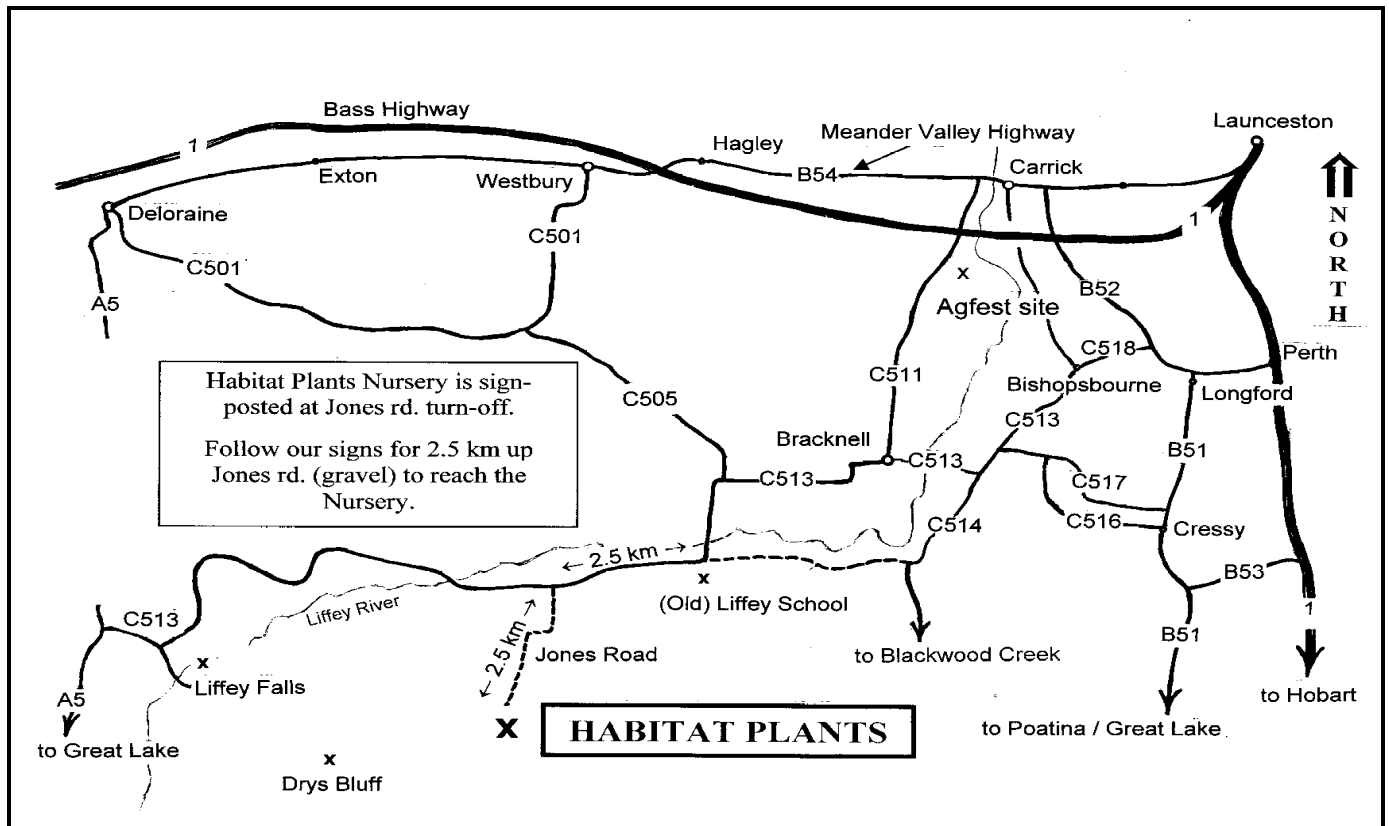 Bass Highway
1
Hagley
Meander Valley Highway
Launceston
Exton
Westbury
B54
Carrick
Deloraine
C501
C501
1
NORTH
A5
B52
Agfest site
Habitat Plants Nursery is sign-
posted at Jones rd. turn-off.
Follow our signs for 2.5 km up
Jones rd. (gravel) to reach the
Nursery.
C505
C511
C518
Perth
Bishopsbourne
Longford
C513
Bracknell
C513
C513
B51
C517
C516
C514
Cressy
2.5 km
B53
(Old) Liffey School
Liffey River
C513
1
2.5 km
Jones Road
to Blackwood Creek
B51
Liffey Falls
A5
to Hobart
X
HABITAT PLANTS
to Poatina / Great Lake
to Great Lake
Drys Bluff